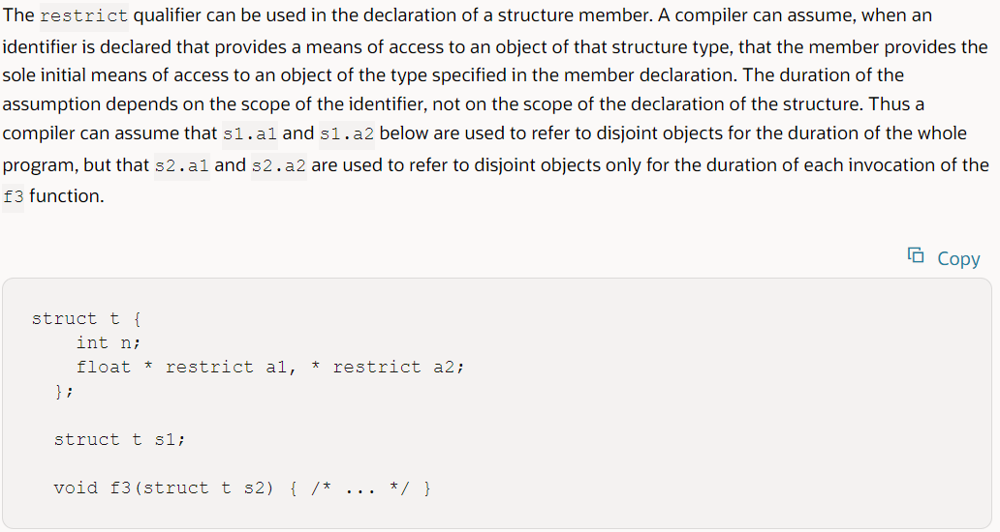 The restrict qualifier can be used in the declaration of a structure member. A compiler can assume, when an
identifier is declared that provides a means of access to an object of that structure type, that the member provides the
sole initial means of access to an object of the type specified in the member declaration. The duration of the
assumption depends on the scope of the identifier, not on the scope of the declaration of the structure. Thus a
compiler can assume that s1.a1 and s1.a2 below are used to refer to disjoint objects for the duration of the whole
program, but that s2.a1 and s2.a2 are used to refer to disjoint objects only for the duration of each invocation of the
f3 function.
Copy
struct t {
    int n;
    float * restrict a1, * restrict a2;
  };
  struct t s1;
  void f3(struct t s2) { /* ... */ }